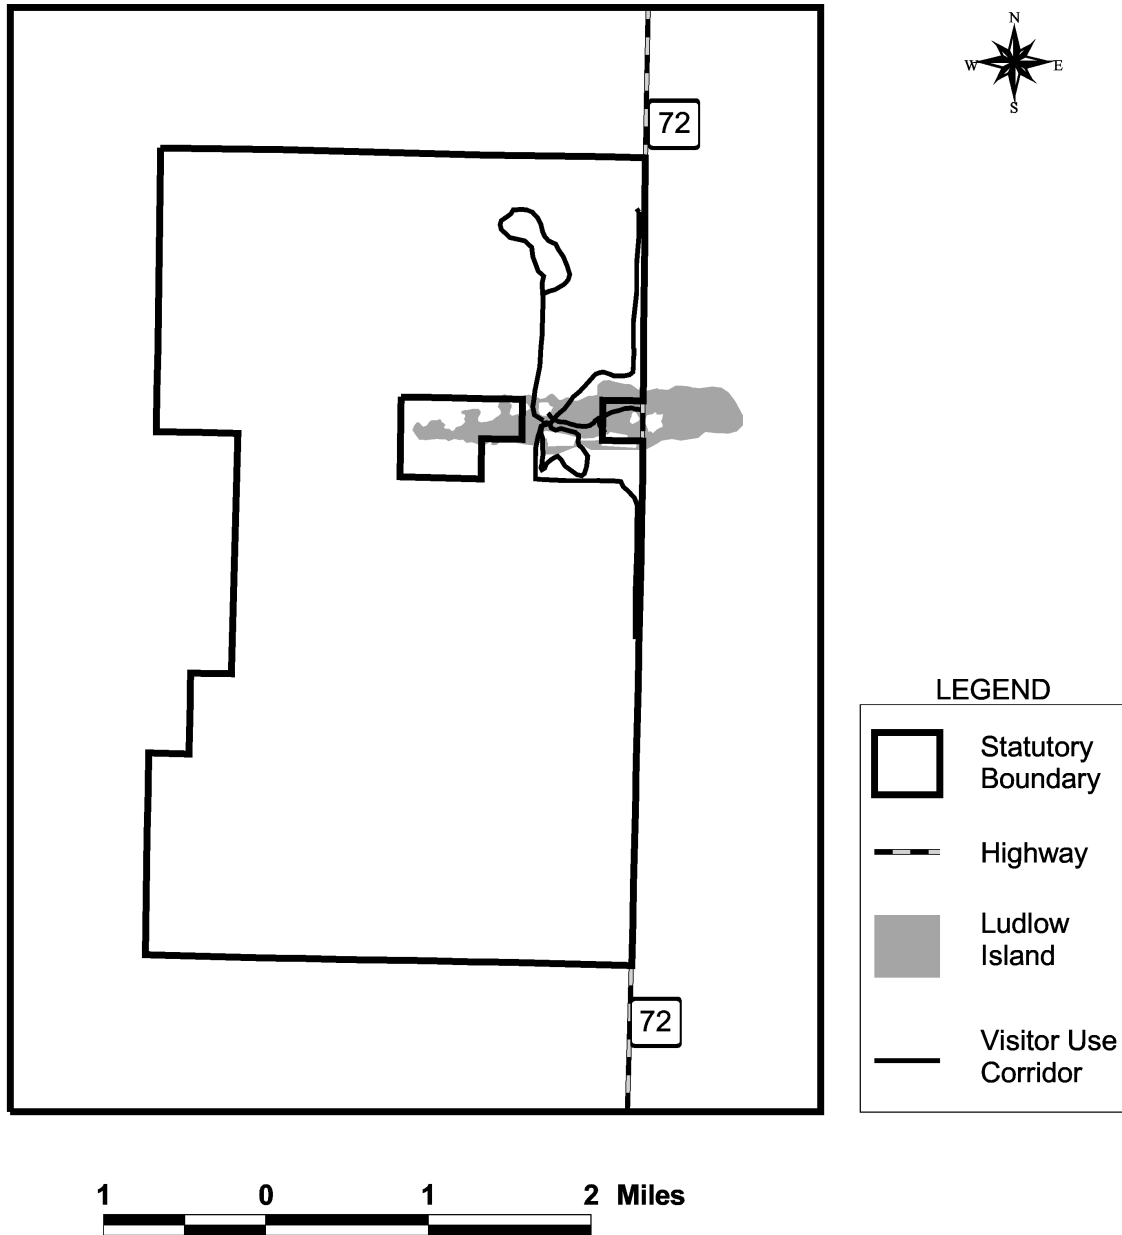 N
W E
S
72
LEGEND
Statutory
Boundary
Highway
Ludlow
Island
72
Visitor Use
Corridor
1 0 1 2 Miles